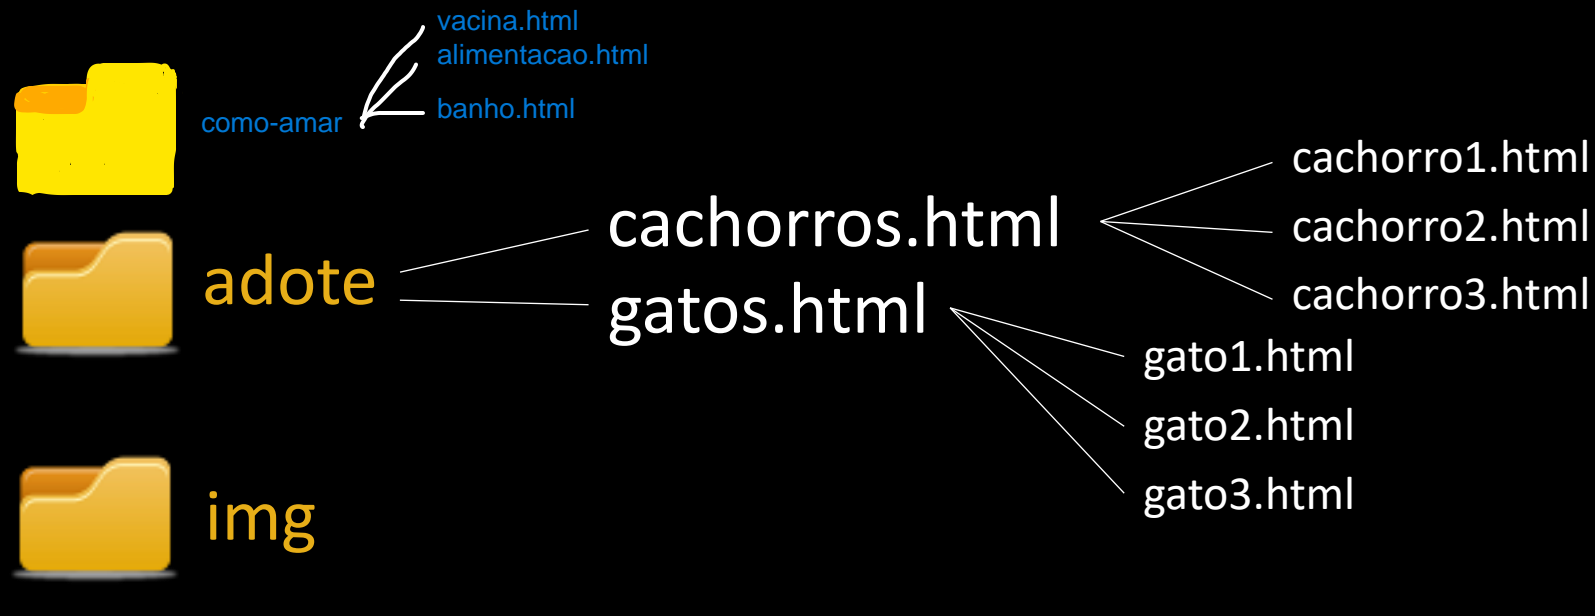 vacina.html
alimentacao.html
banho.html
como-amar
cachorro1.html
cachorros.html
cachorro2.html
adote
cachorro3.html
gatos.html
gato1.html
gato2.html
gato3.html
img